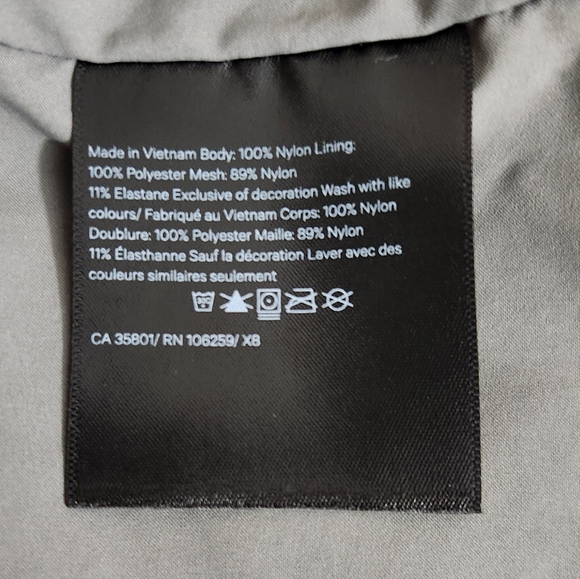 Made in Vietnam Body: 100% Nylon Lining:
100% Polyester Mesh: 89% Nylon
11% Elastane Exclusive of decoration Wash with like
colours/ Fabriqué au Vietnam Corps: 100% Nylon
Doublure: 100% Polyester Maille: 89% Nylon
11% Élasthanne Sauf la décoration Laver avec des
couleurs similaires seulement
30C
CA 35801/ RN 106259/ X8